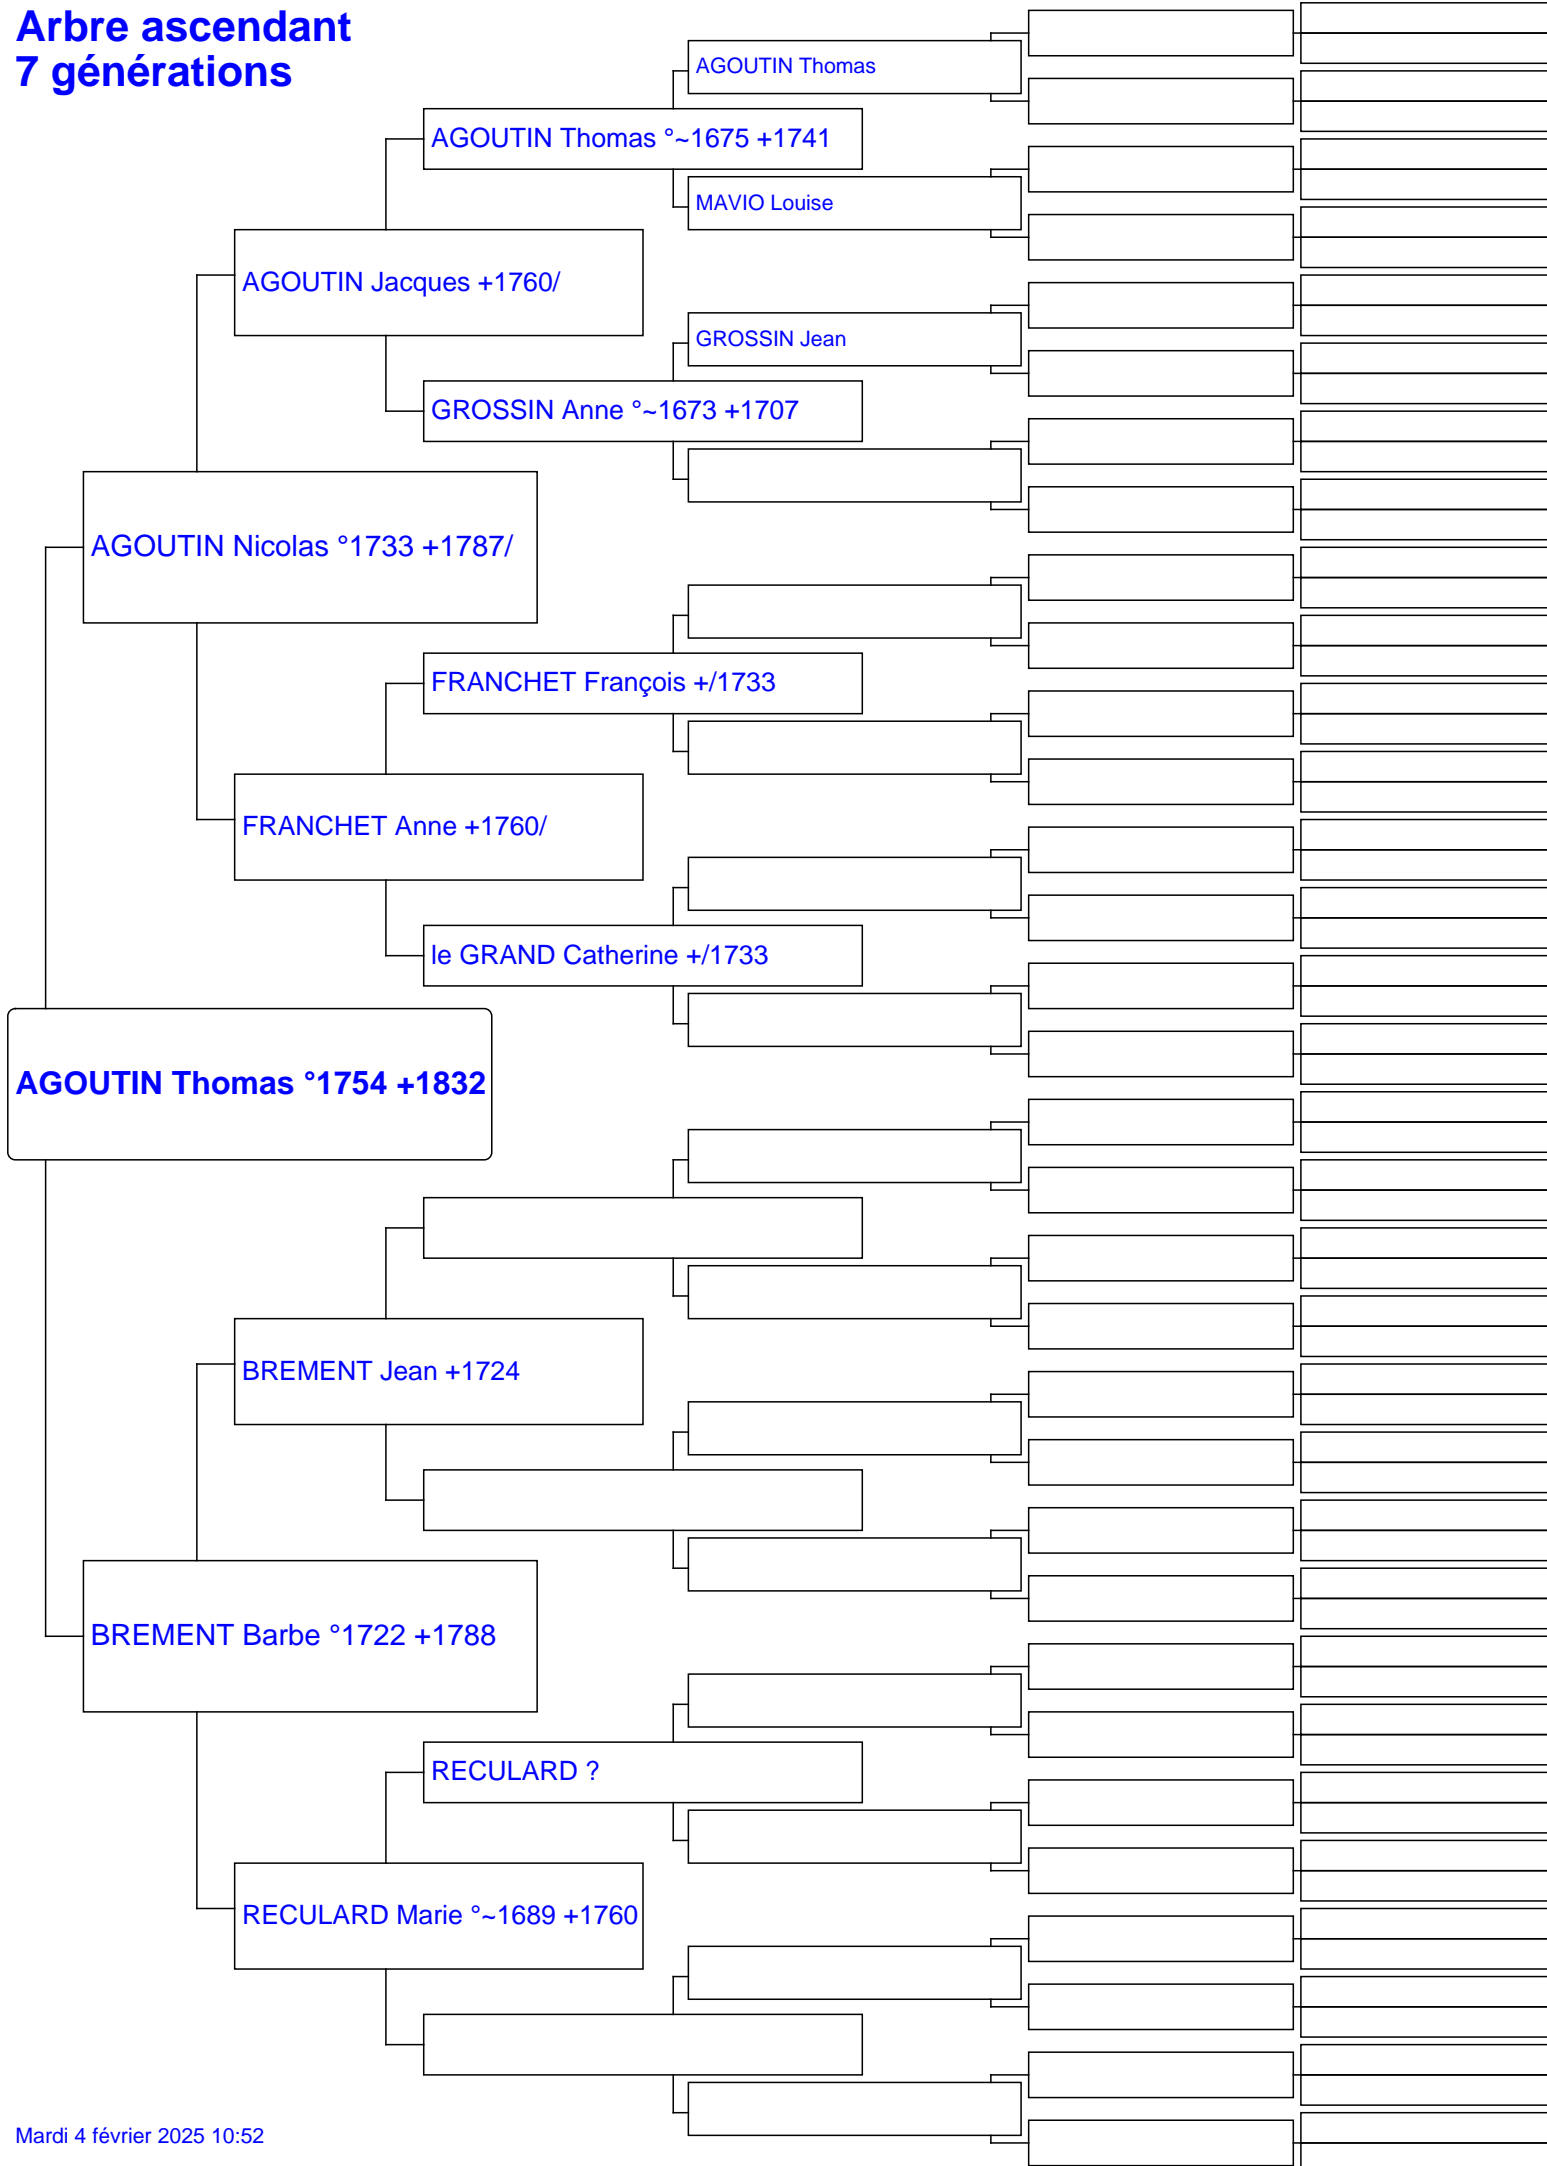 Arbre ascendant
7 générations
AGOUTIN Thomas
AGOUTIN Thomas °~1675 +1741
MAVIO Louise
AGOUTIN Jacques +1760/
GROSSIN Jean
GROSSIN Anne °~1673 +1707
AGOUTIN Nicolas °1733 +1787/
FRANCHET François +/1733
FRANCHET Anne +1760/
le GRAND Catherine +/1733
AGOUTIN Thomas °1754 +1832
BREMENT Jean +1724
BREMENT Barbe °1722 +1788
RECULARD ?
RECULARD Marie °~1689 +1760
Mardi 4 février 2025 10:52